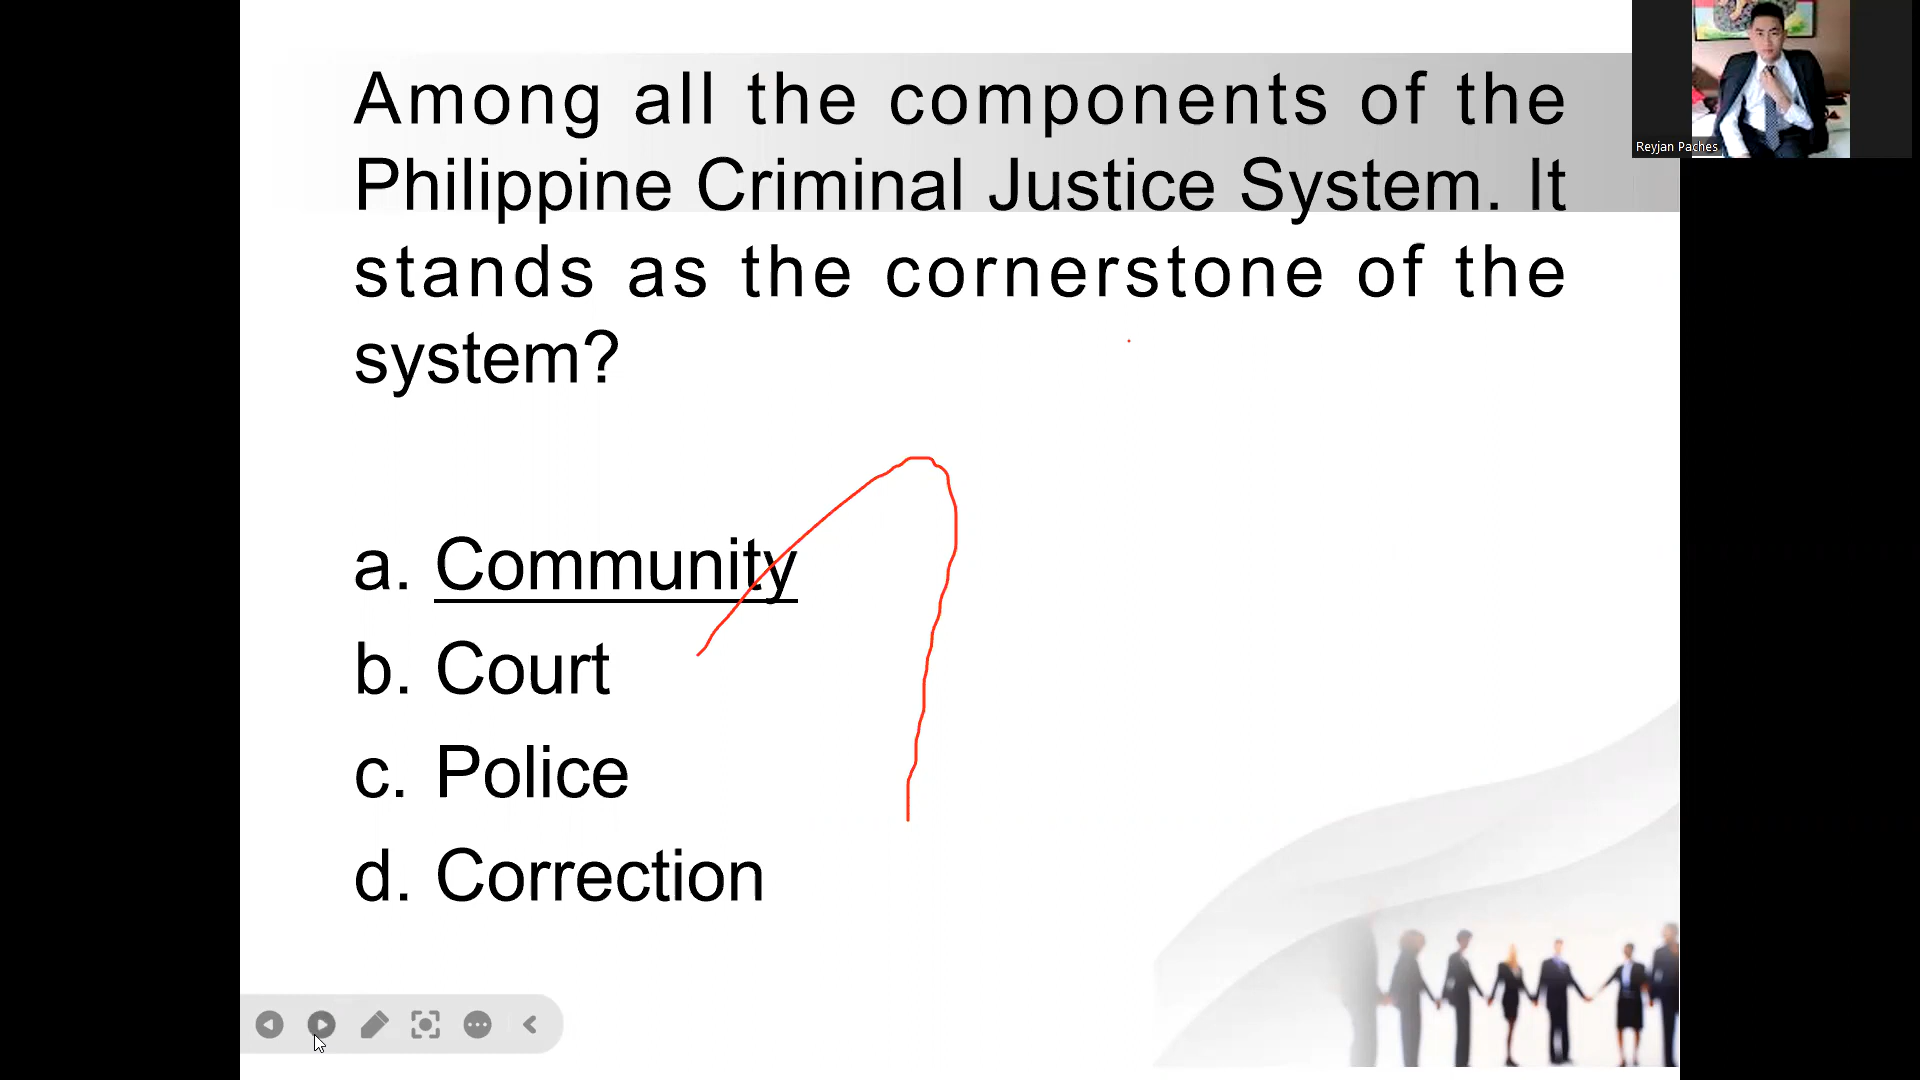 Among all the components of the
Philippine Criminal Justice System. It
stands as the cornerstone of the
system?
a. Community
b. Court
c. Police
d. Correction
Reyjan Paches